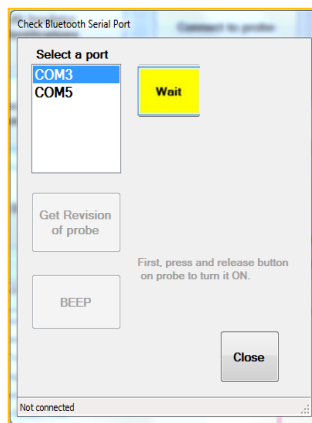 Check Bluetooth Serial Port
Connect to probe
Select a port
COM3
COM5
Wait
Get Revision
of probe
First, press and release button
on probe to turn it ON.
BEEP
Close
Not connected